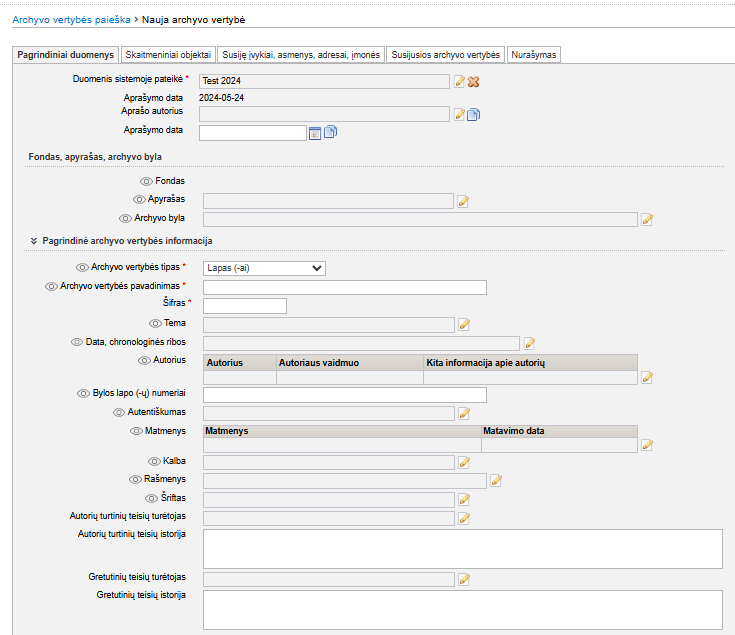 Archyvo vertybės paieška › Nauja archyvo vertybė
Pagrindiniai duomenys Skaitmeniniai objektai Susiję įvykiai, asmenys, adresai, įmonės Susijusios archyvo vertybės Nurašymas
Duomenis sistemoje pateikė * Test 2024
Aprašymo data 2024-05-24
Aprašo autorius
Aprašymo data
Fondas, apyrašas, archyvo byla
Fondas
Apyrašas
Archyvo byla
Pagrindinė archyvo vertybės informacija
Archyvo vertybės tipas * Lapas (-ai)
Archyvo vertybės pavadinimas *
Šifras *
Tema
Data, chronologinės ribos
Autorius Autorius Autoriaus vaidmuo Kita informacija apie autorių
Bylos lapo (-ų) numeriai
Autentiškumas
Matmenys Matmenys Matavimo data
Kalba
Rašmenys
Šriftas
Autorių turtinių teisių turėtojas
Autorių turtinių teisių istorija
Gretutinių teisių turėtojas
Gretutinių teisių istorija